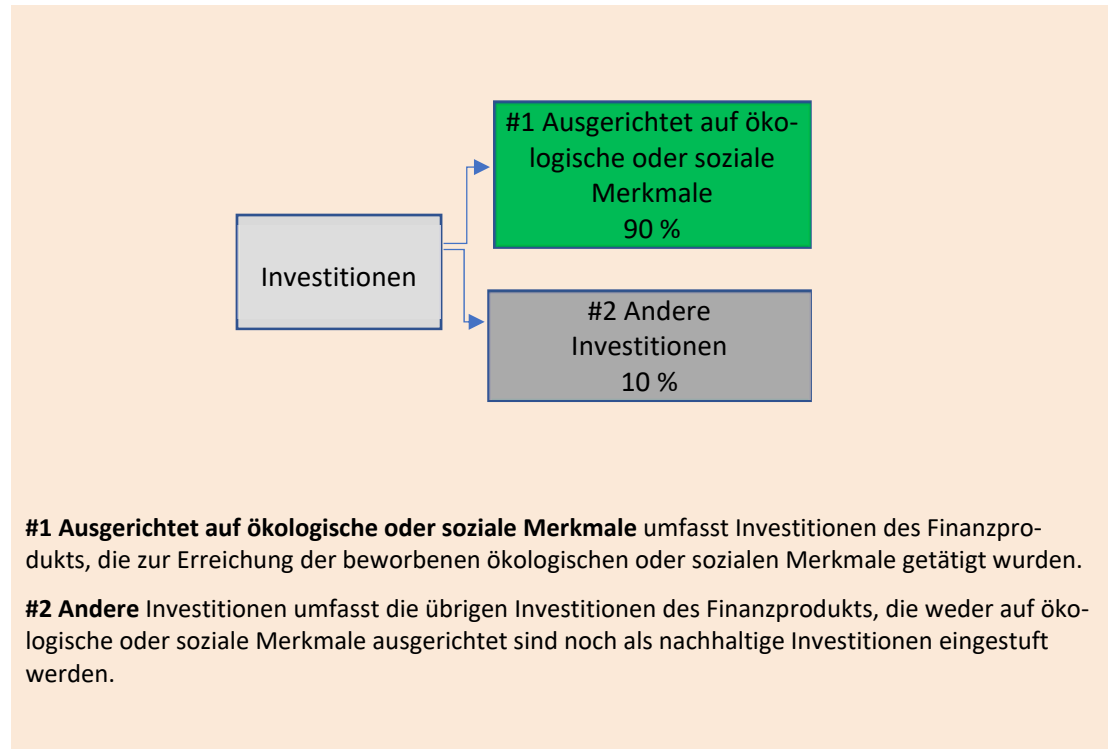 #1 Ausgerichtet auf öko-
logische oder soziale
Merkmale
90 %
Investitionen
#2 Andere
Investitionen
10 %
#1 Ausgerichtet auf ökologische oder soziale Merkmale umfasst Investitionen des Finanzpro-
dukts, die zur Erreichung der beworbenen ökologischen oder sozialen Merkmale getätigt wurden.
#2 Andere Investitionen umfasst die übrigen Investitionen des Finanzprodukts, die weder auf öko-
logische oder soziale Merkmale ausgerichtet sind noch als nachhaltige Investitionen eingestuft
werden.